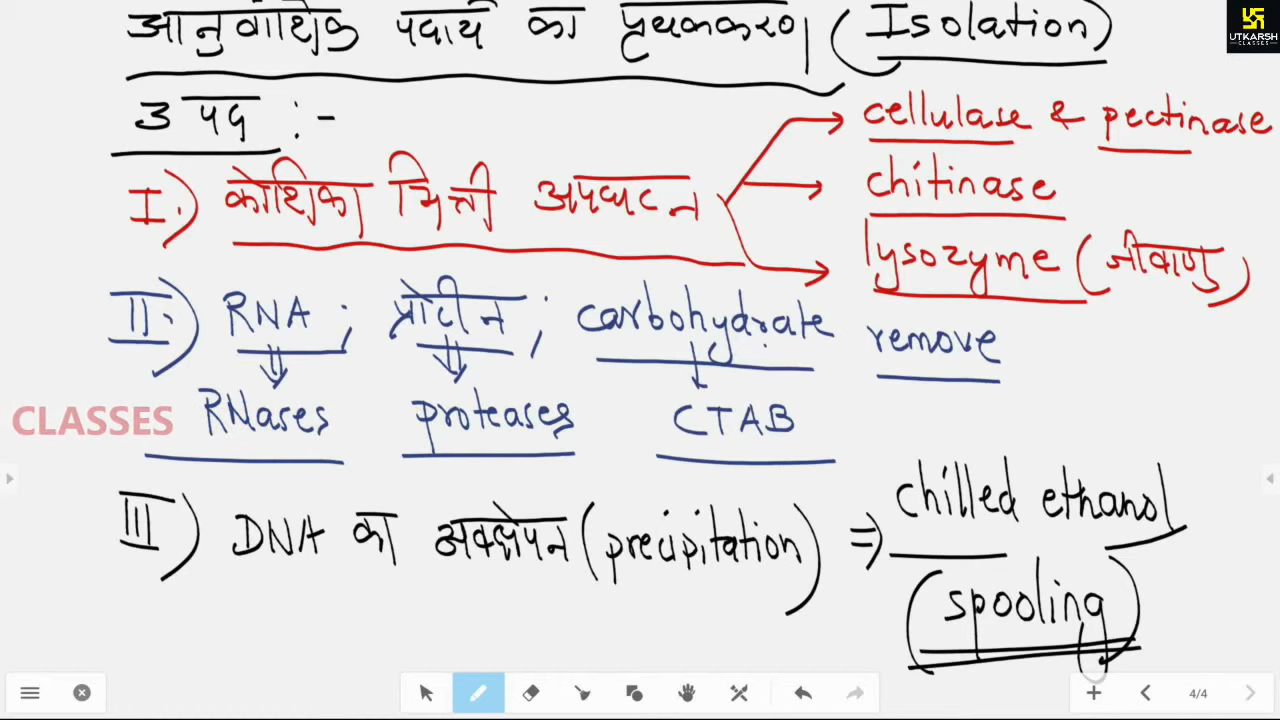 आनुवांशिक पदार्थ का पृथक्करण (Isolation)
UTKARSH
CLASSES
3 पद :-
I.) कोशिका भित्ती अपघटन
cellulase & pectinase
chitinase
lysozyme (जीवाणु)
II.) RNA ; प्रोटीन ; carbohydrate remove
CLASSES
RNases proteases CTAB
III) DNA का अवक्षेपन (precipitation) => chilled ethanol
(spooling)
4/4